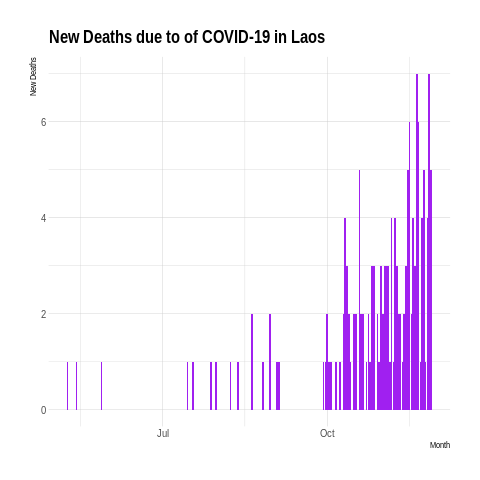 New Deaths due to of COVID-19 in Laos
New Deaths
6
4
2
0
Jul
Oct
Month